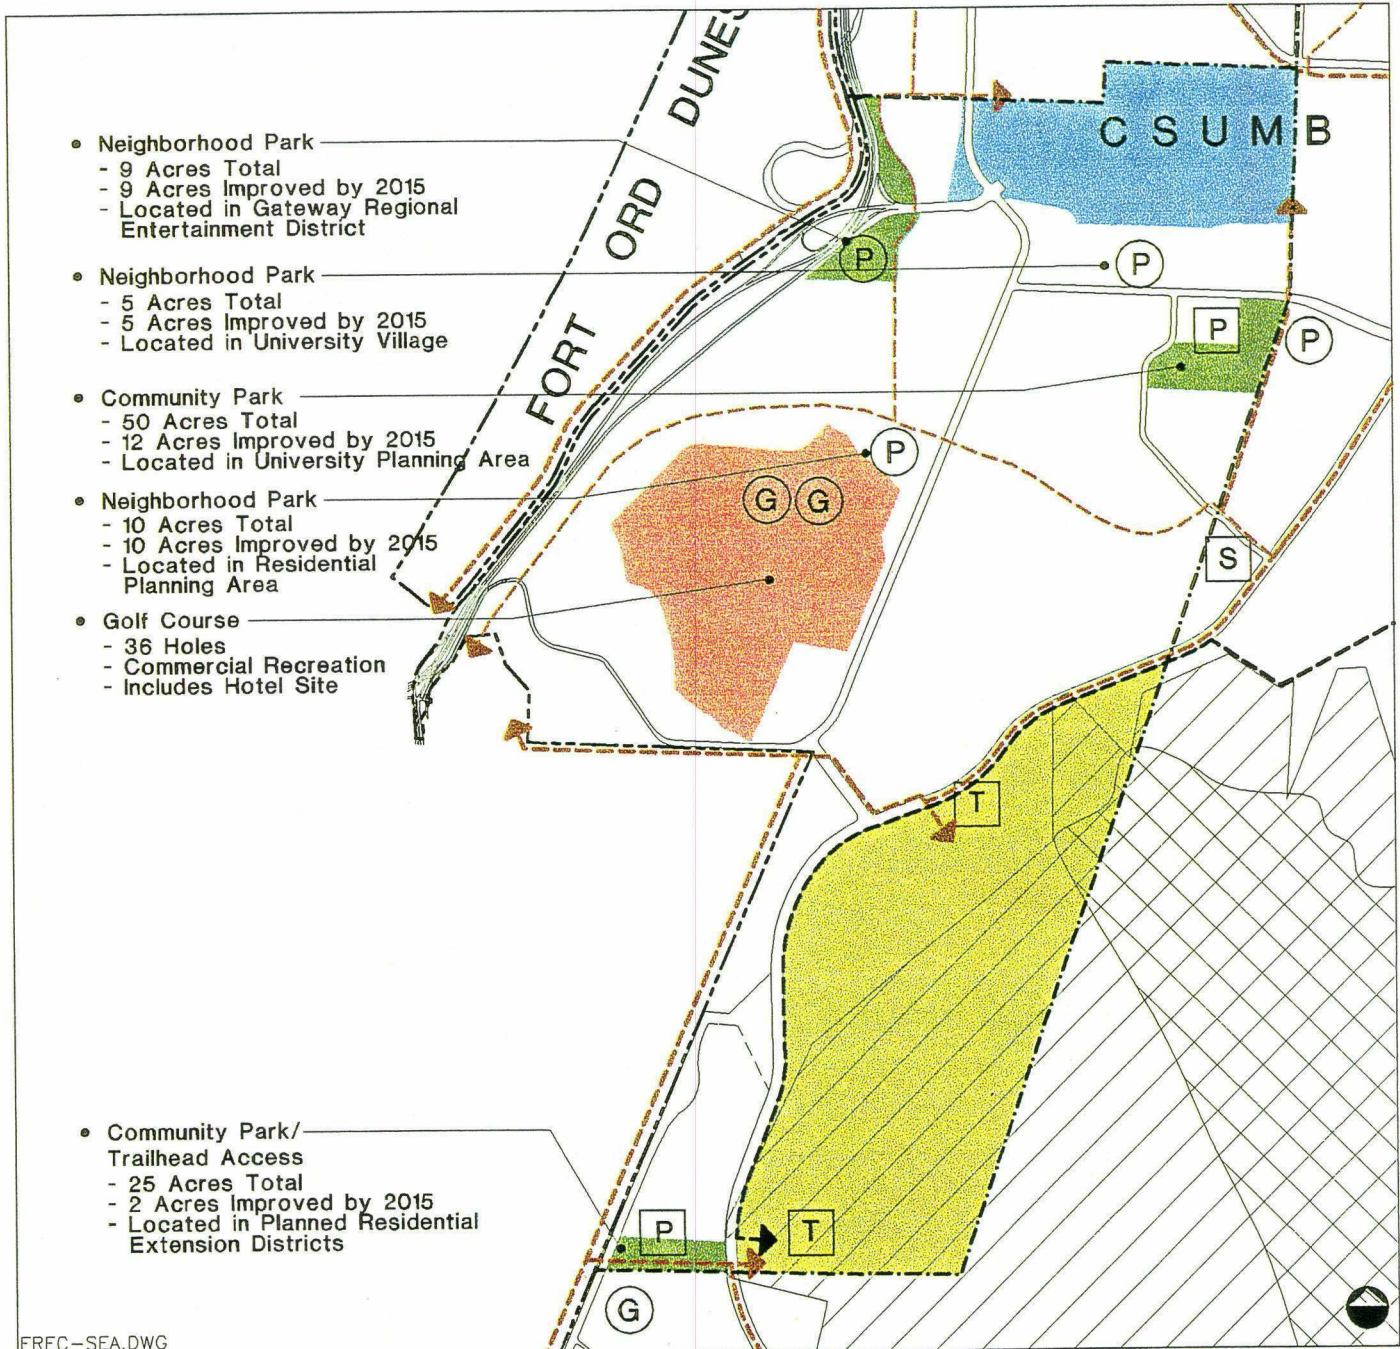 FORT ORD DUNES
CSUMB
• Neighborhood Park
- 9 Acres Total
- 9 Acres Improved by 2015
- Located in Gateway Regional
Entertainment District
• Neighborhood Park
- 5 Acres Total
- 5 Acres Improved by 2015
- Located in University Village
• Community Park
- 50 Acres Total
- 12 Acres Improved by 2015
- Located in University Planning Area
• Neighborhood Park
- 10 Acres Total
- 10 Acres Improved by 2015
- Located in Residential
Planning Area
• Golf Course
- 36 Holes
- Commercial Recreation
- Includes Hotel Site
P
P
P
P
P
G G
S
T
• Community Park/
Trailhead Access
- 25 Acres Total
- 2 Acres Improved by 2015
- Located in Planned Residential
Extension Districts
P
T
G
FRFC-SEA.DWG